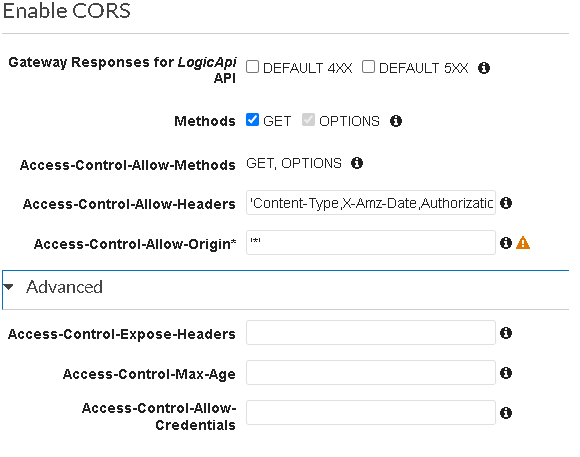 Enable CORS
Gateway Responses for LogicApi API DEFAULT 4XX DEFAULT 5XX
Methods GET OPTIONS
Access-Control-Allow-Methods GET, OPTIONS
Access-Control-Allow-Headers 'Content-Type,X-Amz-Date,Authorizatic
Access-Control-Allow-Origin* '*'
Advanced
Access-Control-Expose-Headers
Access-Control-Max-Age
Access-Control-Allow-
Credentials